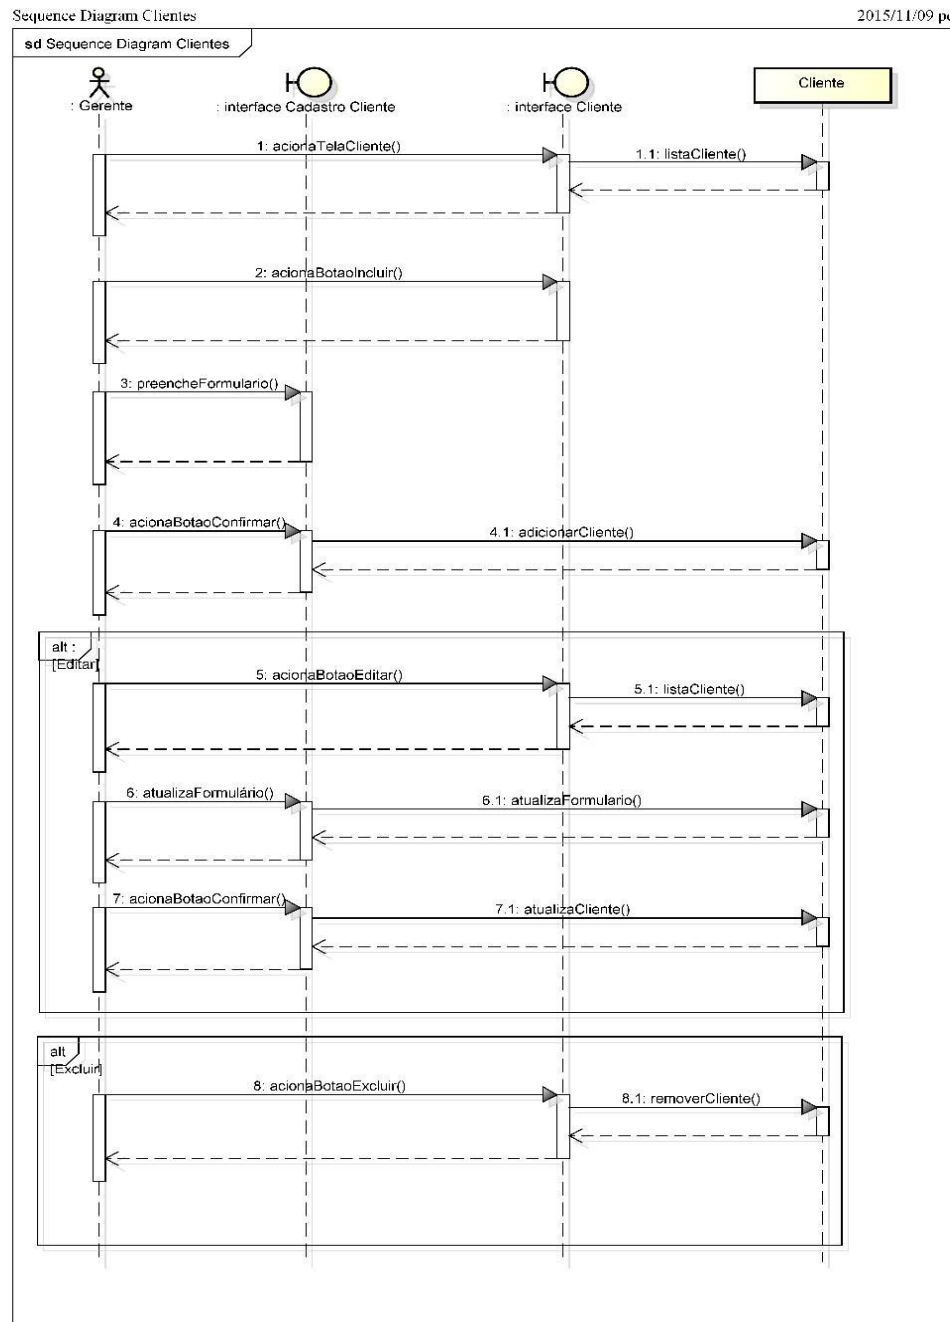 Sequence Diagram Clientes
2015/11/09
sd Sequence Diagram Clientes
: Gerente
: interface Cadastro Cliente
: interface Cliente
Cliente
1: acionaTelaCliente()
1.1: listaCliente()
2: acionaBotaoIncluir()
3: preencheFormulario()
4: acionaBotaoConfirmar()
4.1: adicionarCliente()
alt :
[Editar]
5: acionaBotaoEditar()
5.1: listaCliente()
6: atualizaFormulário()
6.1: atualizaFormulario()
7: acionaBotaoConfirmar()
7.1: atualizaCliente()
alt
[Excluir]
8: acionaBotaoExcluir()
8.1: removerCliente()